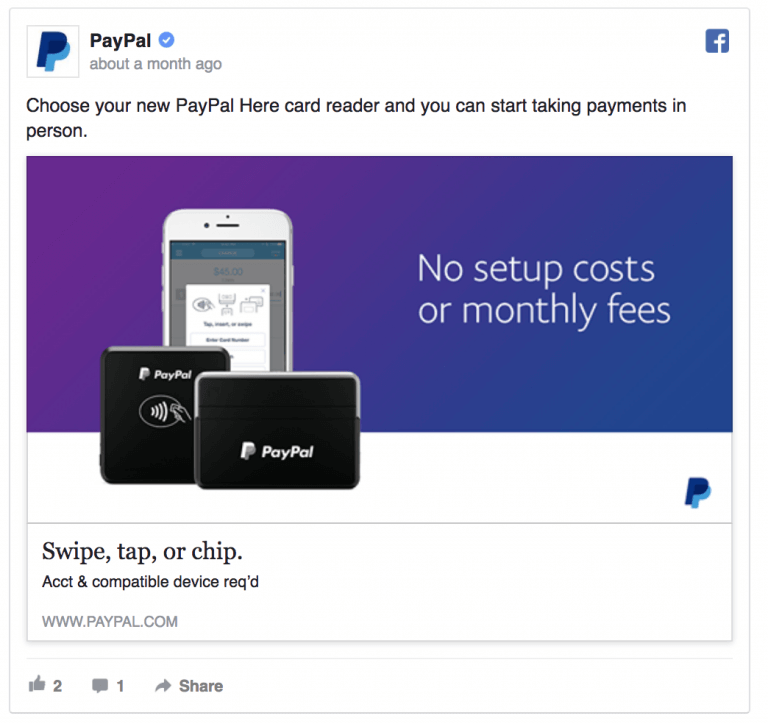 PayPal
about a month ago
Choose your new PayPal Here card reader and you can start taking payments in
person.
No setup costs
or monthly fees
$45.00
Tap, insert, or swipe
Enter Card Number
PayPal
PayPal
Swipe, tap, or chip.
Acct & compatible device req'd
WWW.PAYPAL.COM
2
1
Share